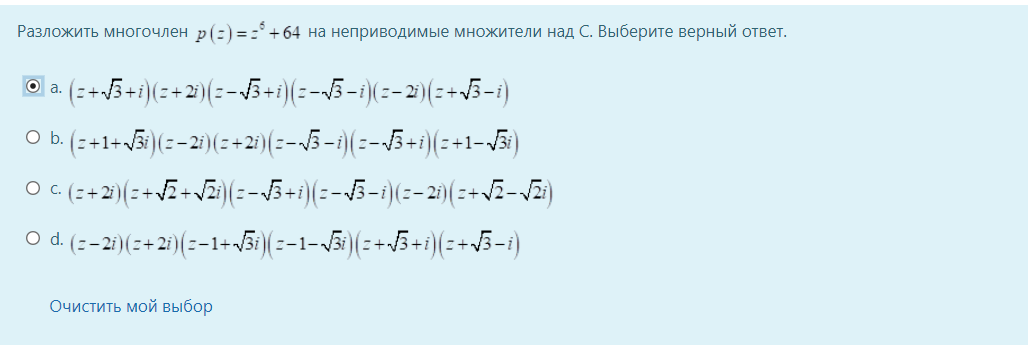 Разложить многочлен p(z) = z⁶ + 64 на неприводимые множители над С. Выберите верный ответ.
a. (z+√3+i)(z+2i)(z−√3+i)(z−√3−i)(z−2i)(z+√3−i)
b. (z+1+√3i)(z−2i)(z+2i)(z−√3−i)(z−√3+i)(z+1−√3i)
c. (z+2i)(z+√2+√2i)(z−√3+i)(z−√3−i)(z−2i)(z+√2−√2i)
d. (z−2i)(z+2i)(z−1+√3i)(z−1−√3i)(z+√3+i)(z+√3−i)
Очистить мой выбор